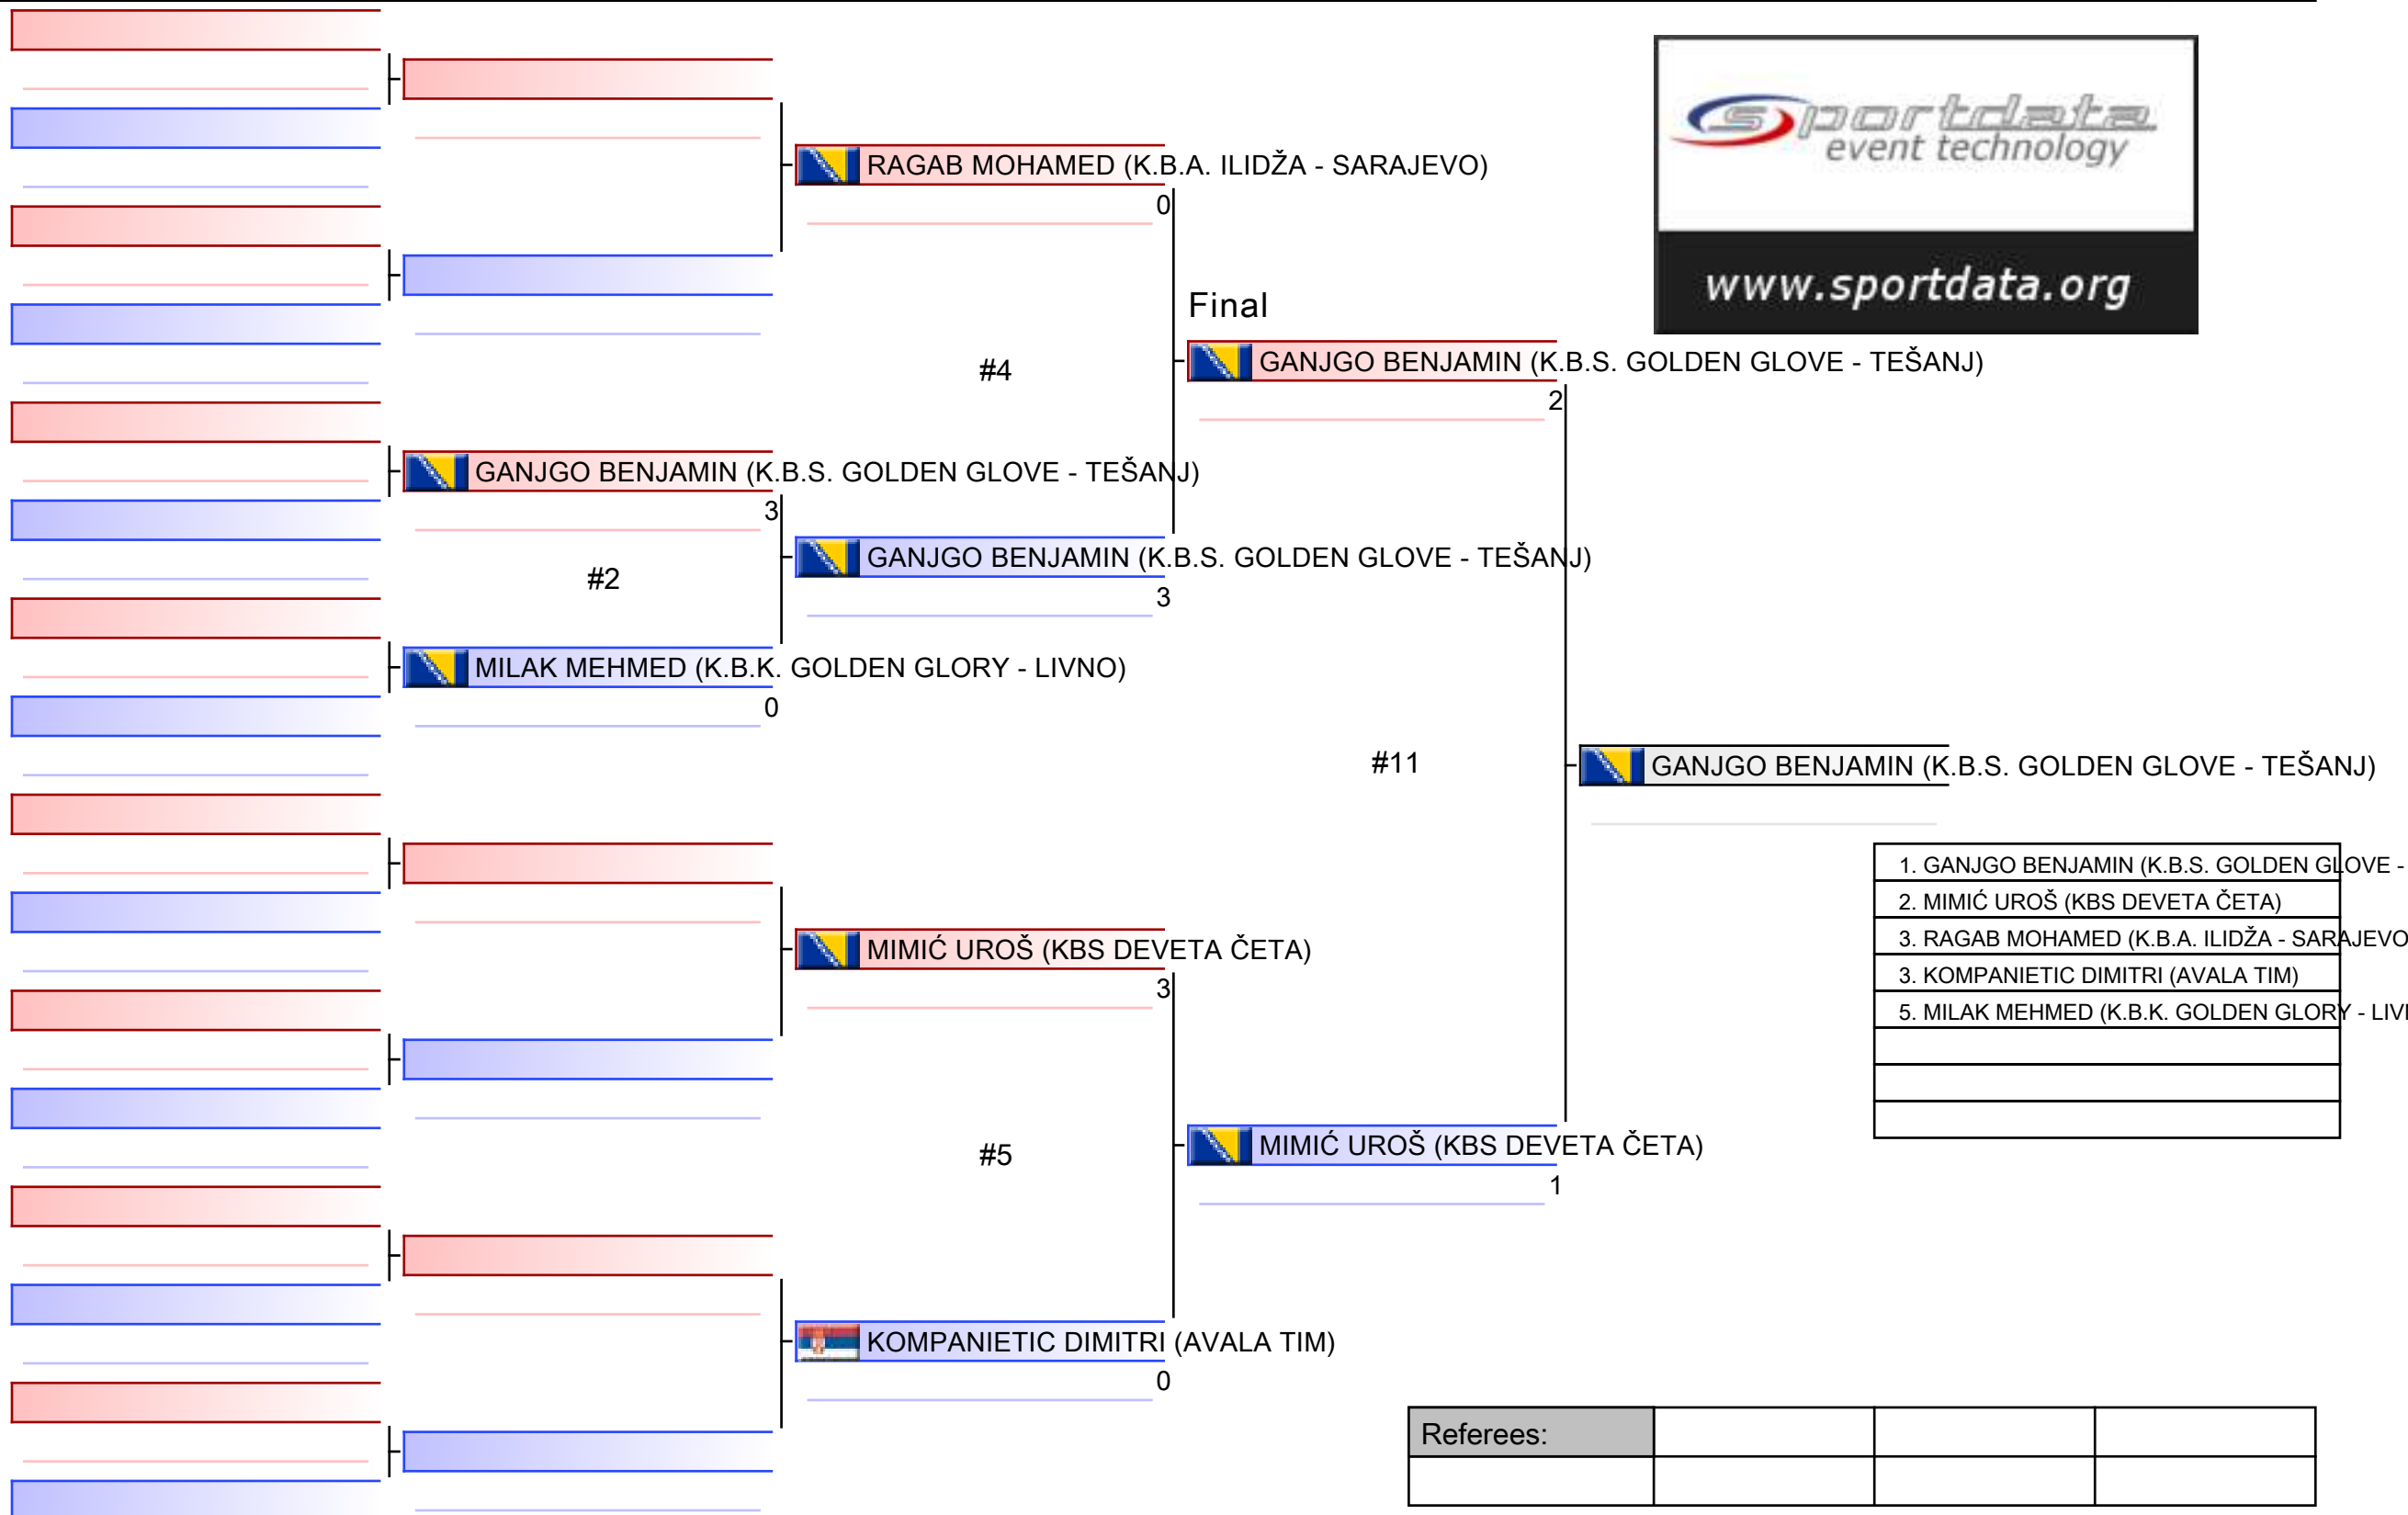 sportdata
event technology
www.sportdata.org
RAGAB MOHAMED (K.B.A. ILIDŽA - SARAJEVO)
0
Final
#4
GANJGO BENJAMIN (K.B.S. GOLDEN GLOVE - TEŠANJ)
2
GANJGO BENJAMIN (K.B.S. GOLDEN GLOVE - TEŠANJ)
3
#2
GANJGO BENJAMIN (K.B.S. GOLDEN GLOVE - TEŠANJ)
3
MILAK MEHMED (K.B.K. GOLDEN GLORY - LIVNO)
0
#11
GANJGO BENJAMIN (K.B.S. GOLDEN GLOVE - TEŠANJ)
1. GANJGO BENJAMIN (K.B.S. GOLDEN GLOVE -
2. MIMIĆ UROŠ (KBS DEVETA ČETA)
3. RAGAB MOHAMED (K.B.A. ILIDŽA - SARAJEVO
3. KOMPANIETIC DIMITRI (AVALA TIM)
5. MILAK MEHMED (K.B.K. GOLDEN GLORY - LIV
MIMIĆ UROŠ (KBS DEVETA ČETA)
3
#5
MIMIĆ UROŠ (KBS DEVETA ČETA)
1
KOMPANIETIC DIMITRI (AVALA TIM)
0
Referees: